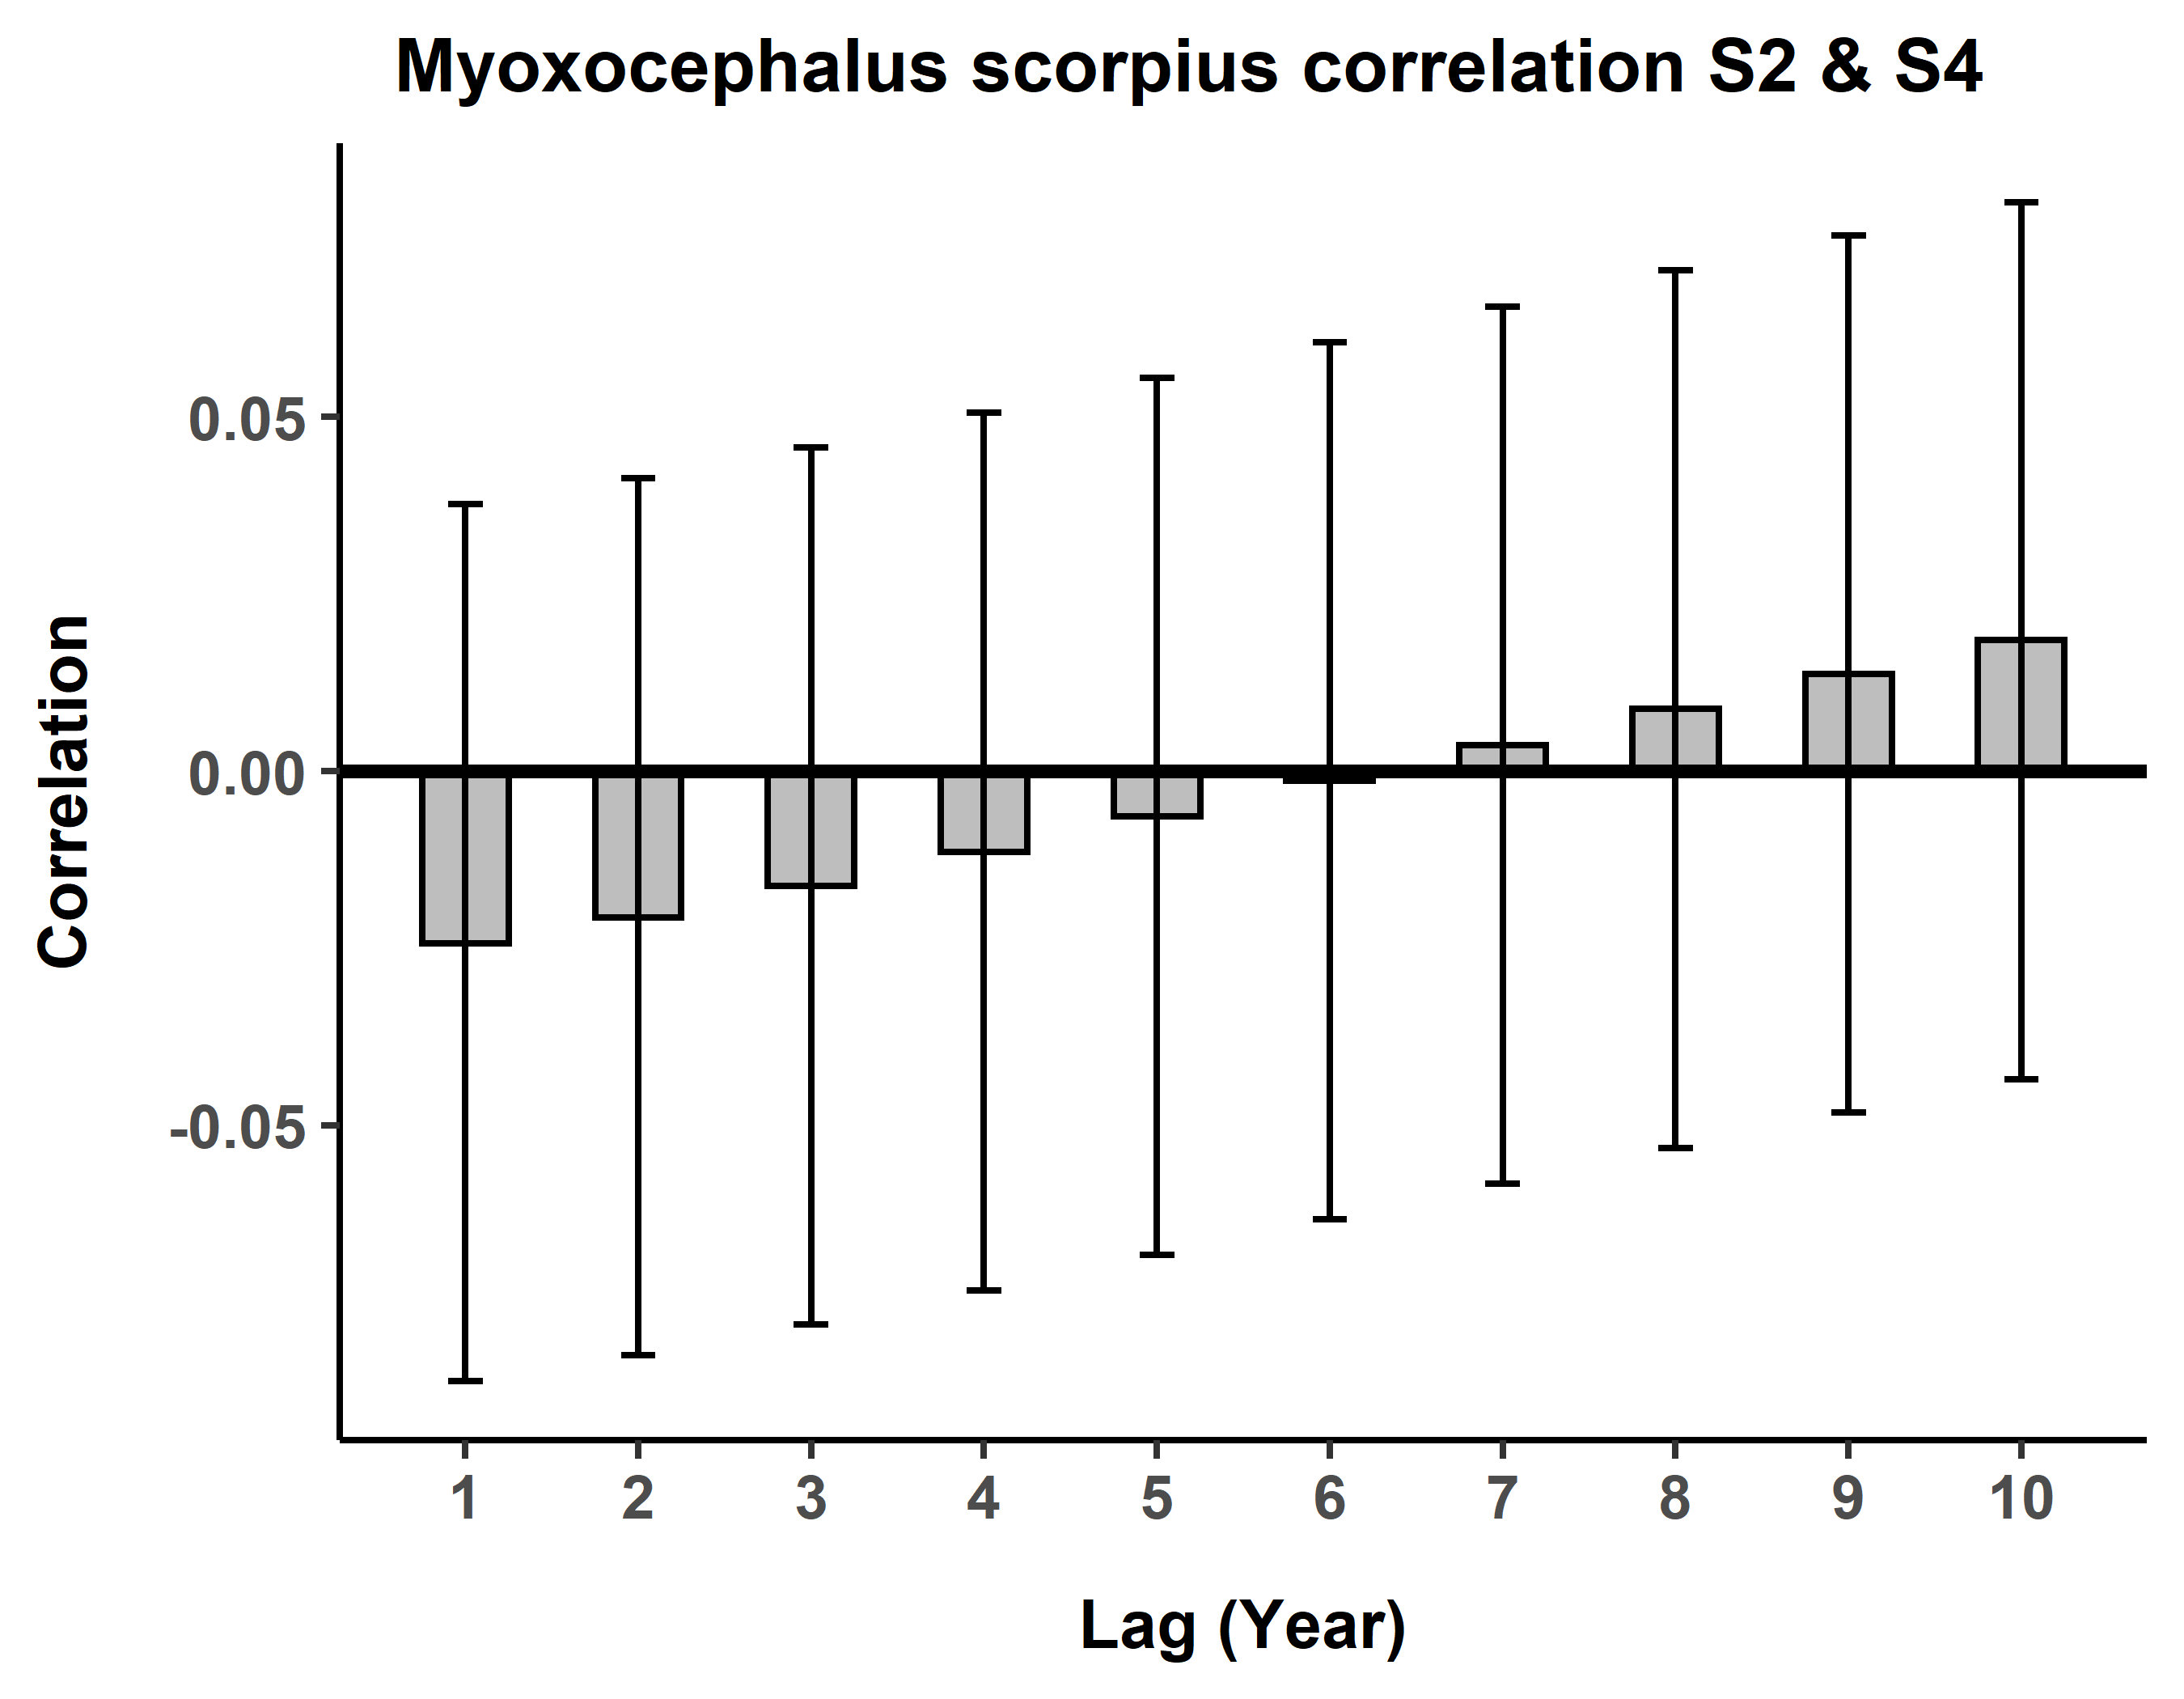 Myoxocephalus scorpius correlation S2 & S4
Correlation
0.05
0.00
-0.05
1 2 3 4 5 6 7 8 9 10
Lag (Year)